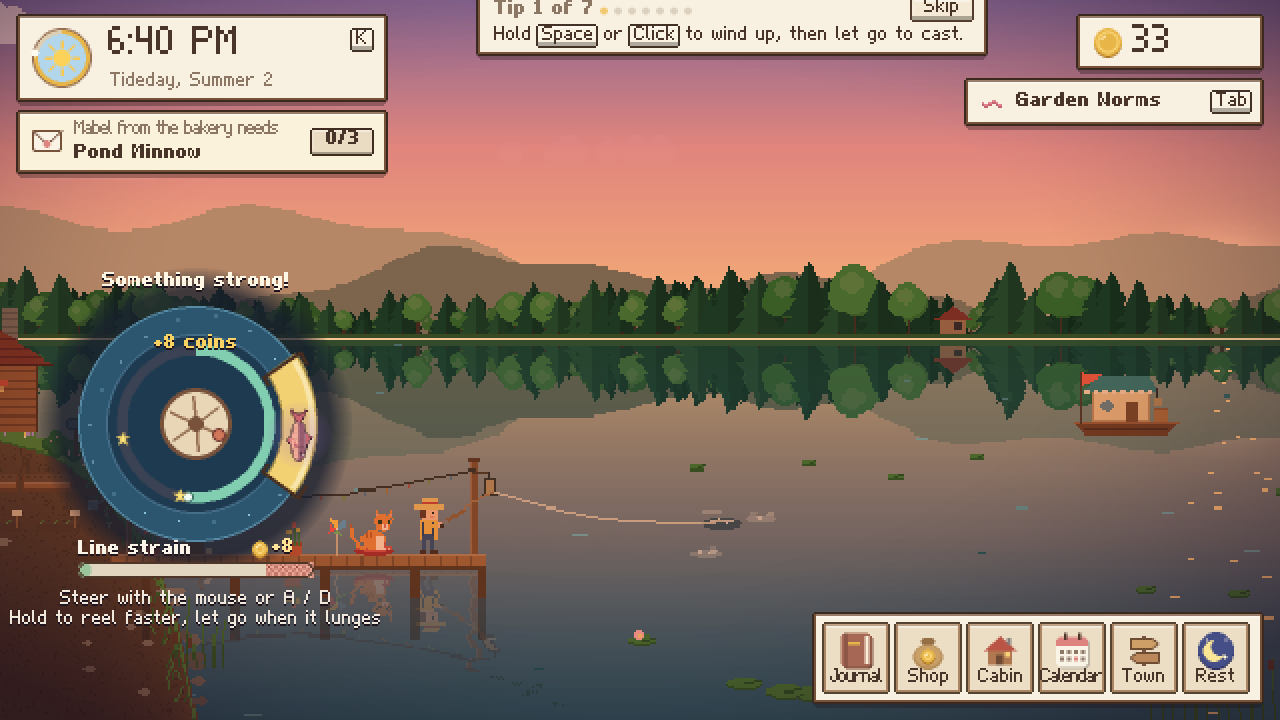 6:40 PM
K
Tideday, Summer 2
Mabel from the bakery needs
Pond Minnow
0/3
Tip 1 of 7
Skip
Hold Space or Click to wind up, then let go to cast.
33
Garden Worms
Tab
Something strong!
+8 coins
Line strain
+8
Steer with the mouse or A / D
Hold to reel faster, let go when it lunges
Journal
Shop
Cabin
Calendar
Town
Rest